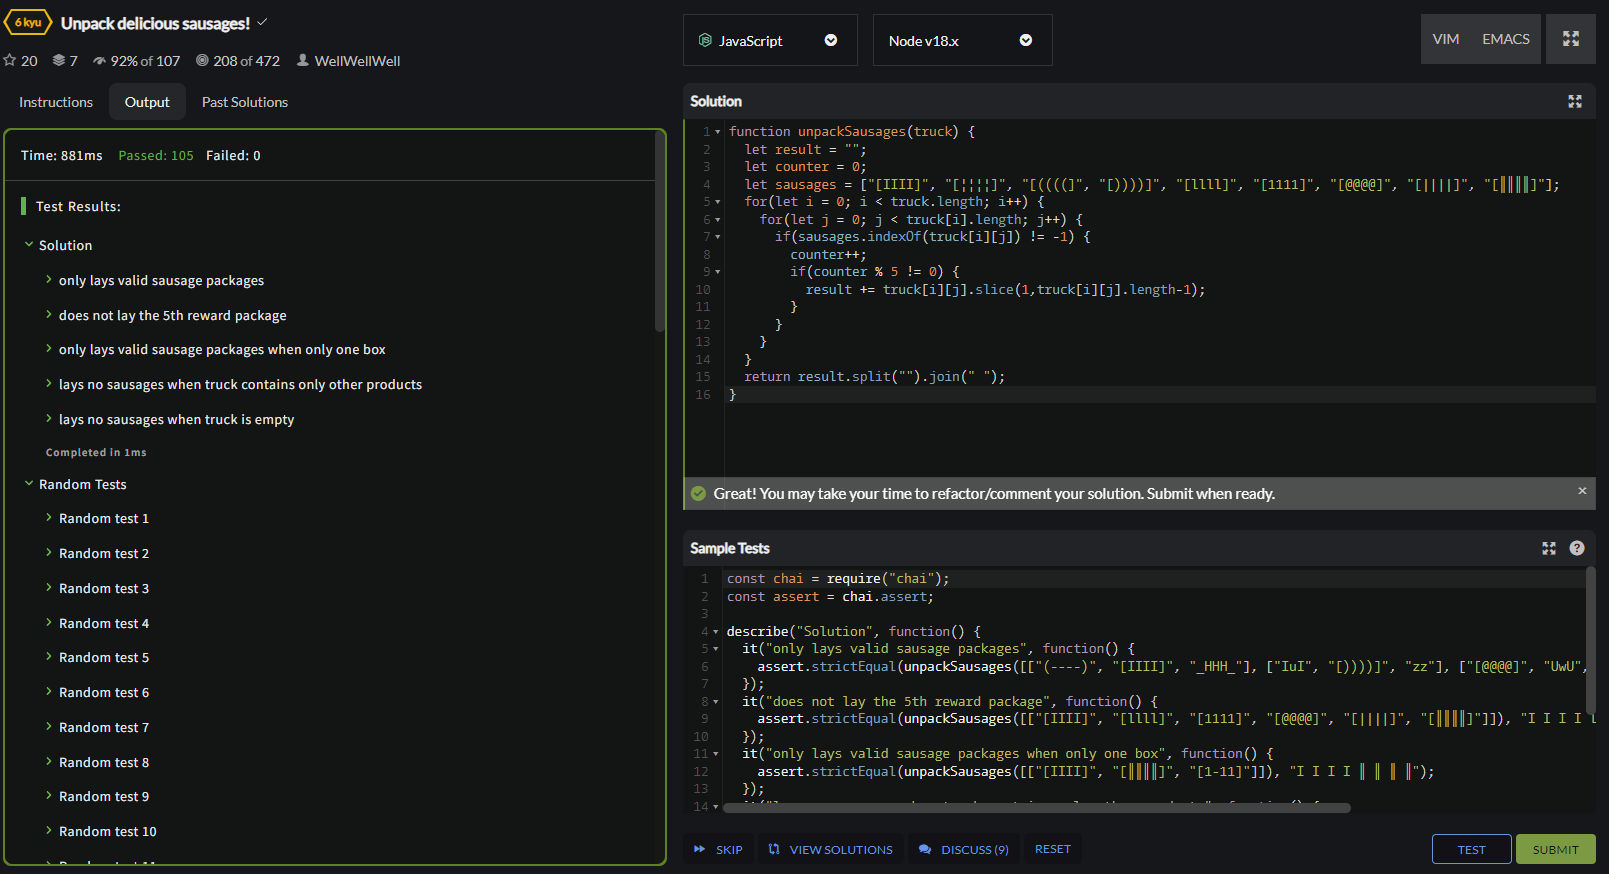 6 kyu Unpack delicious sausages!
20 7 92% of 107 208 of 472 WellWellWell
Instructions Output Past Solutions
Time: 881ms Passed: 105 Failed: 0
Test Results:
Solution
only lays valid sausage packages
does not lay the 5th reward package
only lays valid sausage packages when only one box
lays no sausages when truck contains only other products
lays no sausages when truck is empty
Completed in 1ms
Random Tests
Random test 1
Random test 2
Random test 3
Random test 4
Random test 5
Random test 6
Random test 7
Random test 8
Random test 9
Random test 10
JavaScript Node v18.x VIM EMACS
Solution
1 function unpackSausages(truck) {
2 let result = "";
3 let counter = 0;
4 let sausages = ["[IIII]", "[¦¦¦¦]", "[((((]", "[))))]", "[llll]", "[1111]", "[@@@@]", "[||||]", "[║║║║]"];
5 for(let i = 0; i < truck.length; i++) {
6 for(let j = 0; j < truck[i].length; j++) {
7 if(sausages.indexOf(truck[i][j]) != -1) {
8 counter++;
9 if(counter % 5 != 0) {
10 result += truck[i][j].slice(1,truck[i][j].length-1);
11 }
12 }
13 }
14 }
15 return result.split("").join(" ");
16 }
Great! You may take your time to refactor/comment your solution. Submit when ready. ×
Sample Tests ?
1 const chai = require("chai");
2 const assert = chai.assert;
3
4 describe("Solution", function() {
5 it("only lays valid sausage packages", function() {
6 assert.strictEqual(unpackSausages([["(----)", "[IIII]", "_HHH_"], ["IuI", "[))))]", "zz"], ["[@@@@]", "UwU",
7 });
8 it("does not lay the 5th reward package", function() {
9 assert.strictEqual(unpackSausages([["[IIII]", "[llll]", "[1111]", "[@@@@]", "[||||]", "[║║║║]"]]), "I I I I l
10 });
11 it("only lays valid sausage packages when only one box", function() {
12 assert.strictEqual(unpackSausages([["[IIII]", "[║║║║]", "[1-11]"]]), "I I I I ║ ║ ║ ║");
13 });
14
SKIP VIEW SOLUTIONS DISCUSS (9) RESET TEST SUBMIT